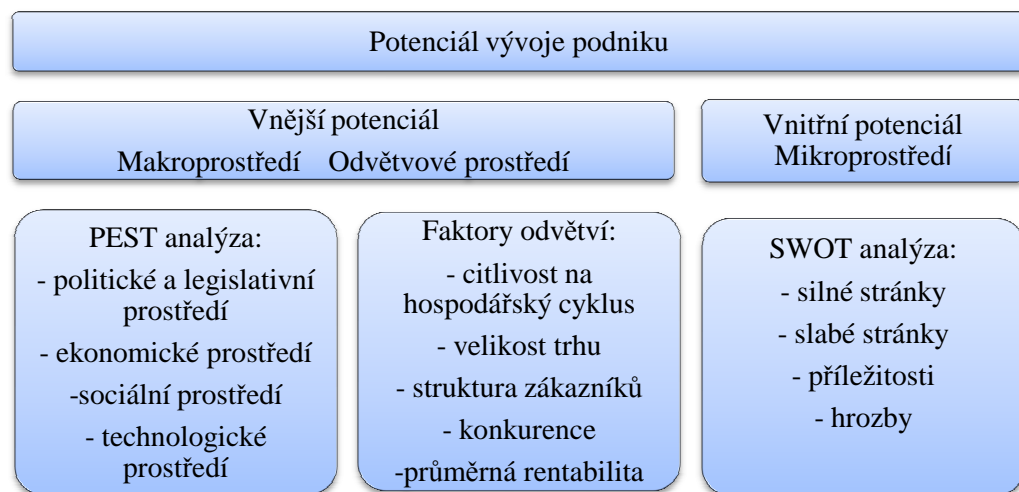 Potenciál vývoje podniku
Vnější potenciál
Makroprostředí Odvětvové prostředí
Vnitřní potenciál
Mikroprostředí
PEST analýza:
- politické a legislativní
prostředí
- ekonomické prostředí
-sociální prostředí
- technologické
prostředí
Faktory odvětví:
- citlivost na
hospodářský cyklus
- velikost trhu
- struktura zákazníků
- konkurence
-průměrná rentabilita
SWOT analýza:
- silné stránky
- slabé stránky
- příležitosti
- hrozby